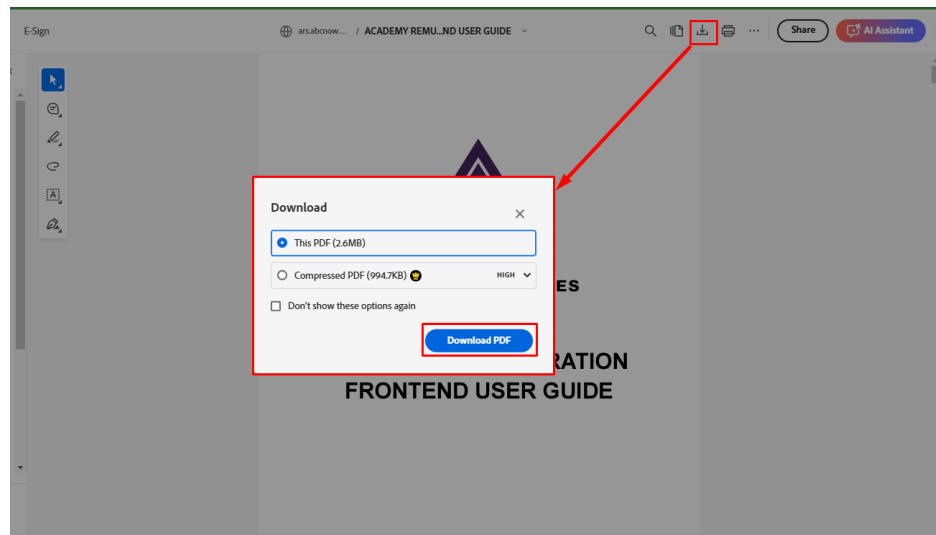 E-Sign
ars.abcnow.... / ACADEMY REMU...ND USER GUIDE
Share
AI Assistant
Download
This PDF (2.6MB)
Compressed PDF (994.7KB)
HIGH
Don't show these options again
Download PDF
ES
RATION
FRONTEND USER GUIDE